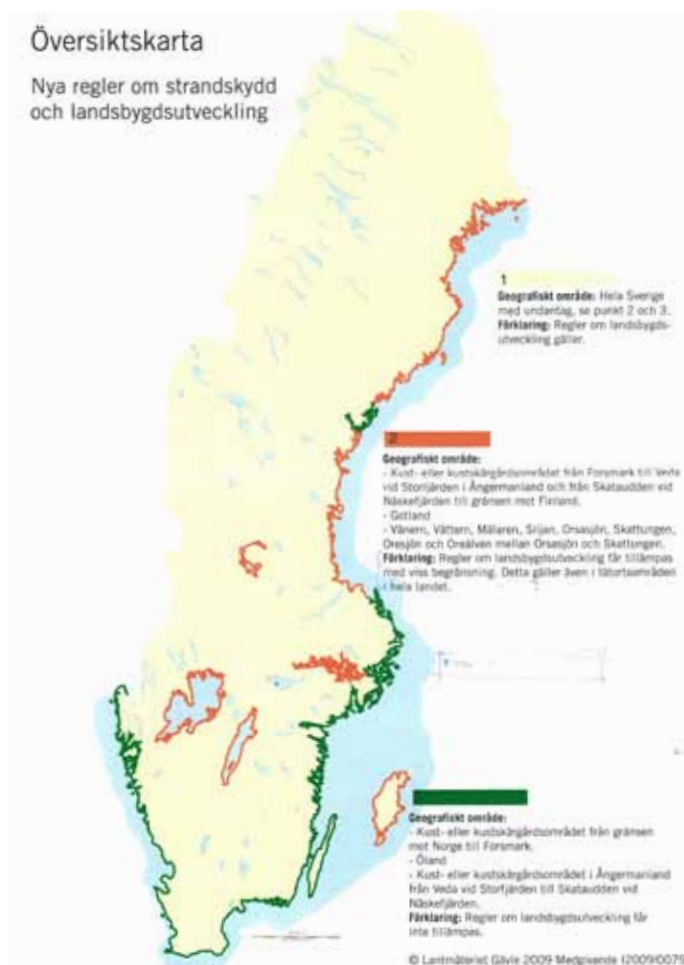 Översiktskarta
Nya regler om strandskydd
och landsbygdsutveckling
1
Geografiskt område: Hela Sverige
med undantag, se punkt 2 och 3.
Förklaring: Regler om landsbygds-
utveckling gäller.
2
Geografiskt område:
- Kust- eller kustskärgårdsområdet från Forsmark till Veda
vid Storfjärden i Ångermanland och från Skataudden vid
Näskefjärden till gränsen mot Finland.
- Gotland
- Vänern, Vättern, Mälaren, Siljan, Orsasjön, Skattungen,
Oresjön och Oreälven mellan Orsasjön och Skattungen.
Förklaring: Regler om landsbygdsutveckling får tillämpas
med viss begränsning. Detta gäller även i tätortsområden
i hela landet.
Geografiskt område:
- Kust- eller kustskärgårdsområdet från gränsen
mot Norge till Forsmark.
- Öland
- Kust- eller kustskärgårdsområdet i Ångermanland
från Veda vid Storfjärden till Skataudden vid
Näskefjärden.
Förklaring: Regler om landsbygdsutveckling får
inte tillämpas.
© Lantmäteriet Gävle 2009 Medgivande I2009/0075